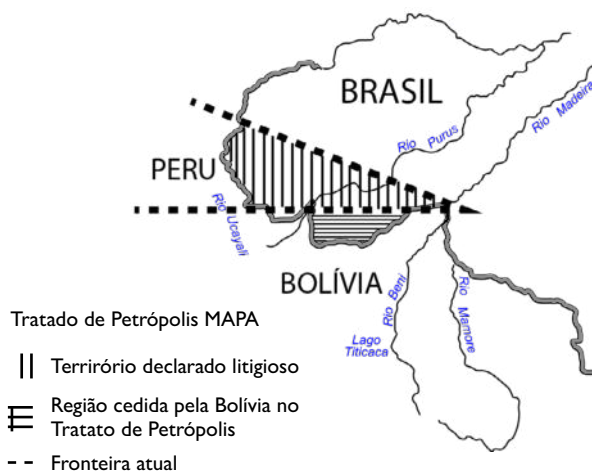 BRASIL
Rio Madeira
Rio Purus
PERU
Rio Ucayali
BOLÍVIA
Rio Beni
Rio Mamore
Lago
Titicaca
Tratado de Petrópolis MAPA
Terrirório declarado litigioso
Região cedida pela Bolívia no
Tratato de Petrópolis
Fronteira atual